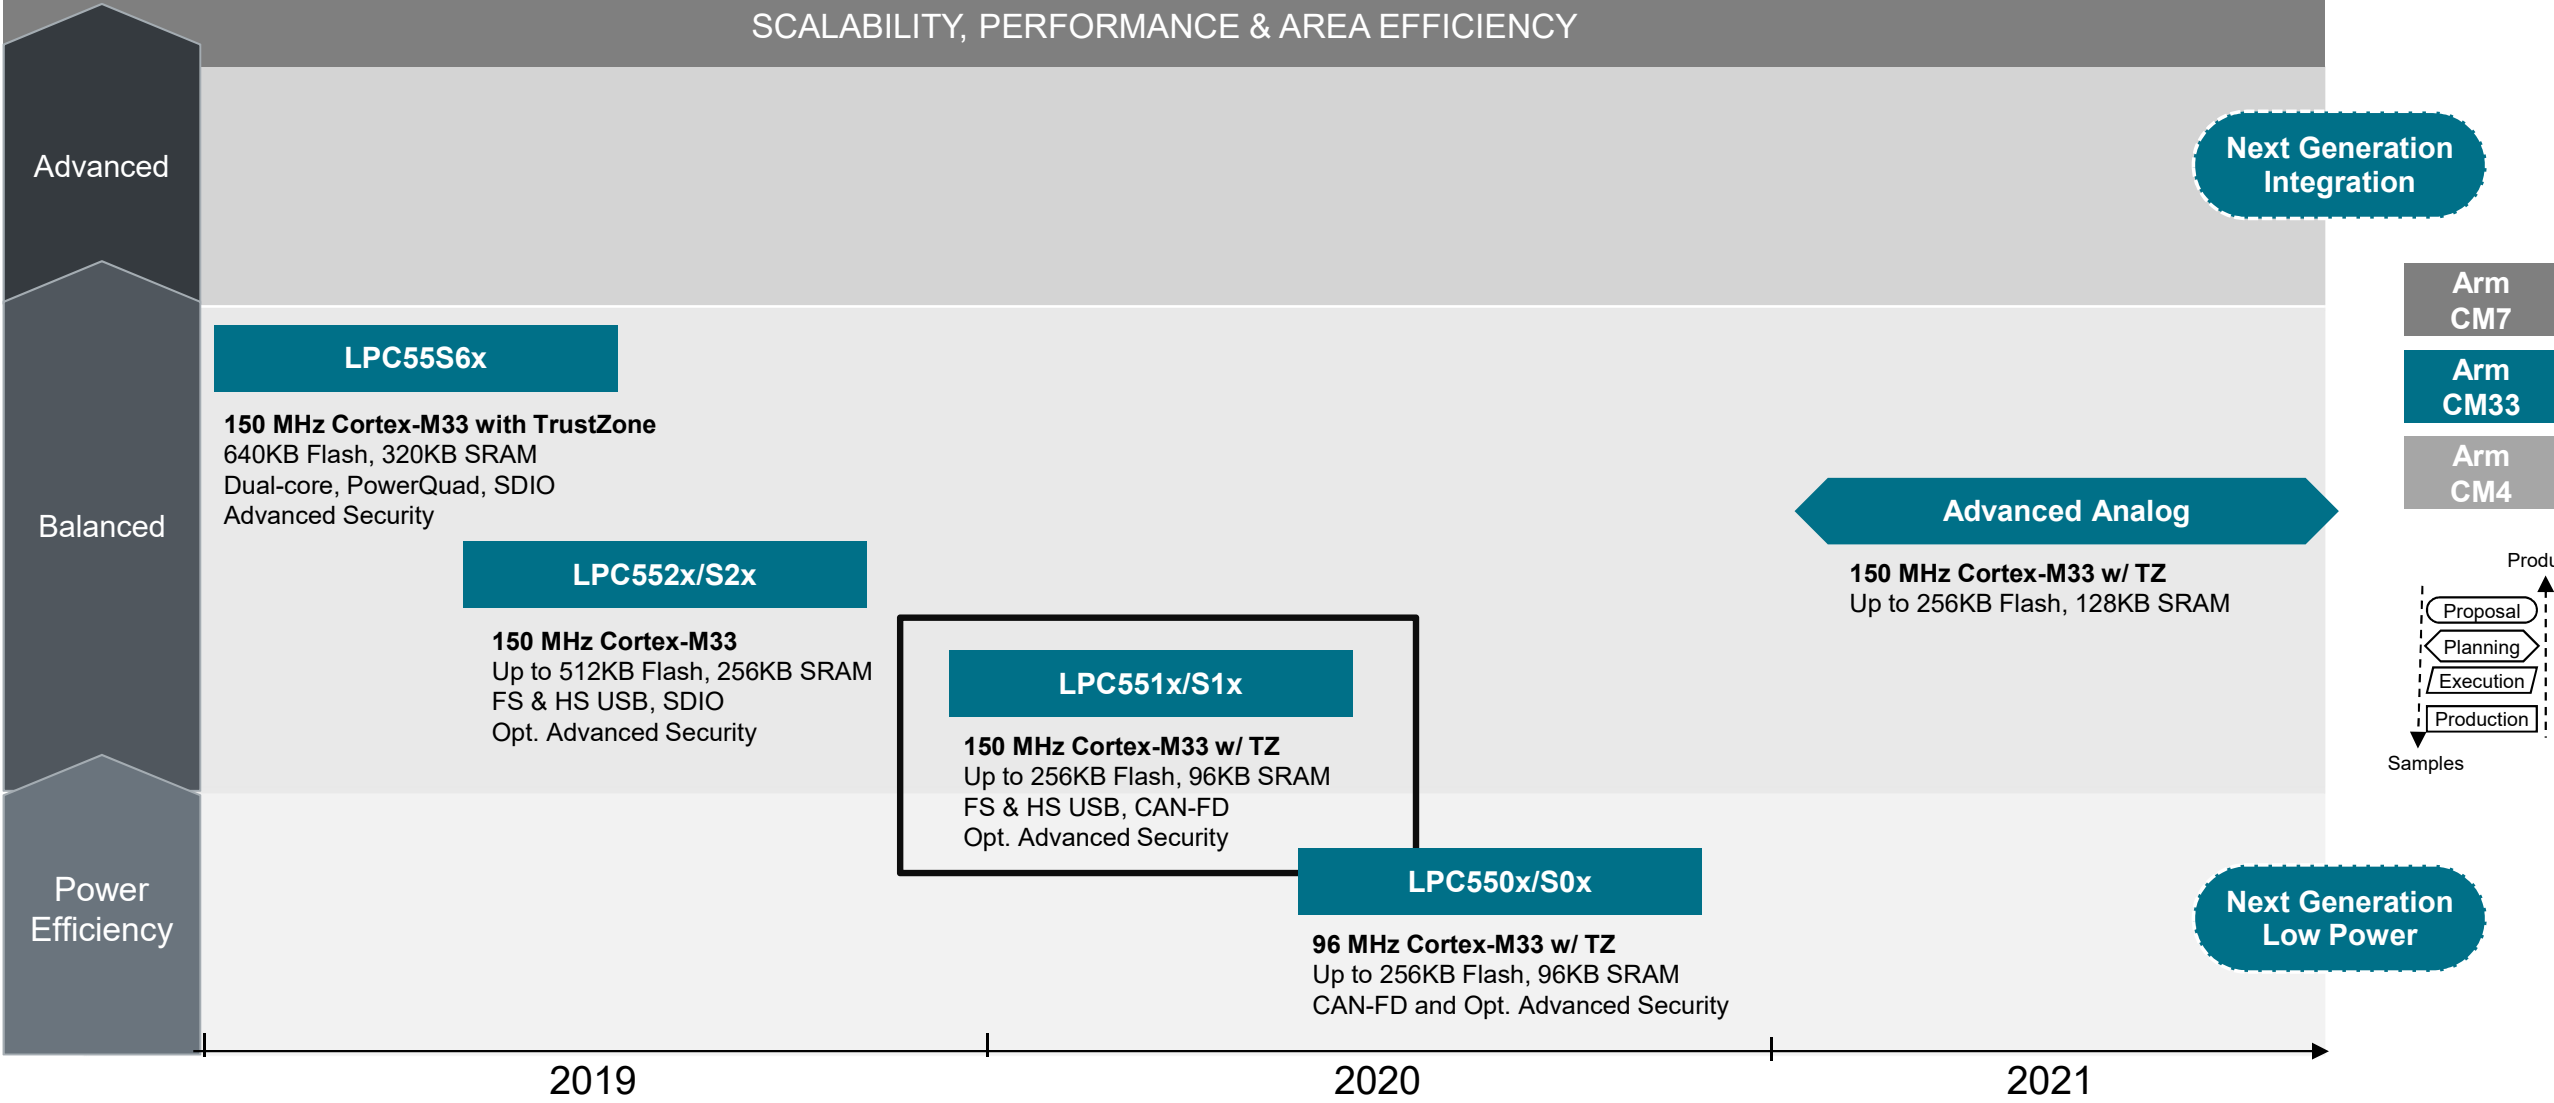 SCALABILITY, PERFORMANCE & AREA EFFICIENCY
Advanced
Next Generation
Integration
Arm
CM7
Arm
CM33
Arm
CM4
Balanced
LPC55S6x
150 MHz Cortex-M33 with TrustZone
640KB Flash, 320KB SRAM
Dual-core, PowerQuad, SDIO
Advanced Security
LPC552x/S2x
150 MHz Cortex-M33
Up to 512KB Flash, 256KB SRAM
FS & HS USB, SDIO
Opt. Advanced Security
LPC551x/S1x
150 MHz Cortex-M33 w/ TZ
Up to 256KB Flash, 96KB SRAM
FS & HS USB, CAN-FD
Opt. Advanced Security
Advanced Analog
150 MHz Cortex-M33 w/ TZ
Up to 256KB Flash, 128KB SRAM
Produ
Proposal
Planning
Execution
Production
Samples
Power
Efficiency
LPC550x/S0x
96 MHz Cortex-M33 w/ TZ
Up to 256KB Flash, 96KB SRAM
CAN-FD and Opt. Advanced Security
Next Generation
Low Power
2019
2020
2021